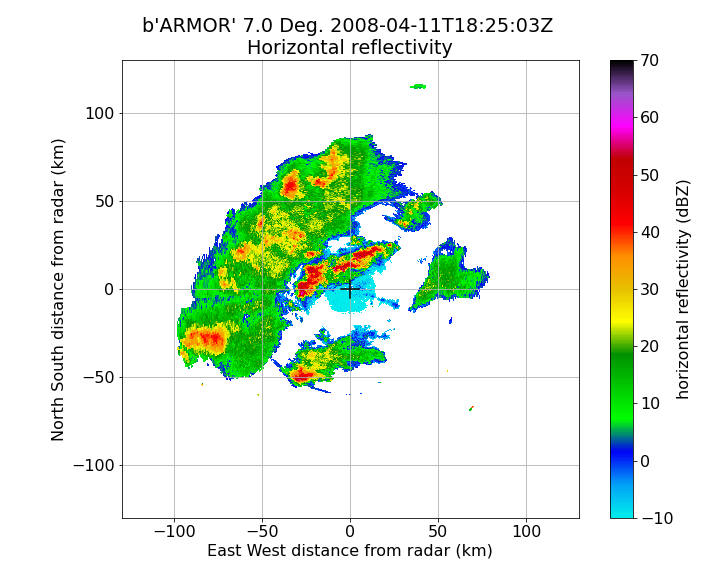 b'ARMOR' 7.0 Deg. 2008-04-11T18:25:03Z
Horizontal reflectivity
North South distance from radar (km)
100
50
0
−50
−100
−100 −50 0 50 100
East West distance from radar (km)
70
60
50
40
30
20
10
0
−10
horizontal reflectivity (dBZ)